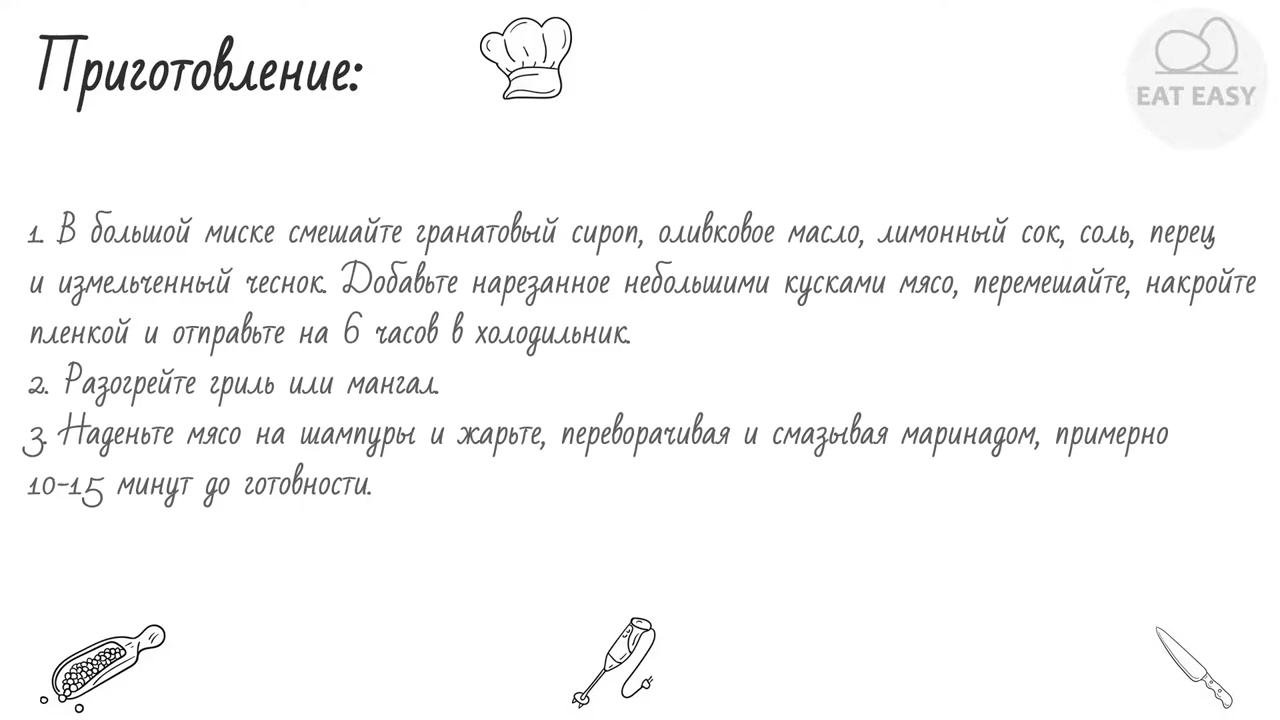 Приготовление:
EAT EASY
1. В большой миске смешайте гранатовый сироп, оливковое масло, лимонный сок, соль, перец
и измельченный чеснок. Добавьте нарезанное небольшими кусками мясо, перемешайте, накройте
пленкой и отправьте на 6 часов в холодильник.
2. Разогрейте гриль или мангал.
3. Наденьте мясо на шампуры и жарьте, переворачивая и смазывая маринадом, примерно
10-15 минут до готовности.